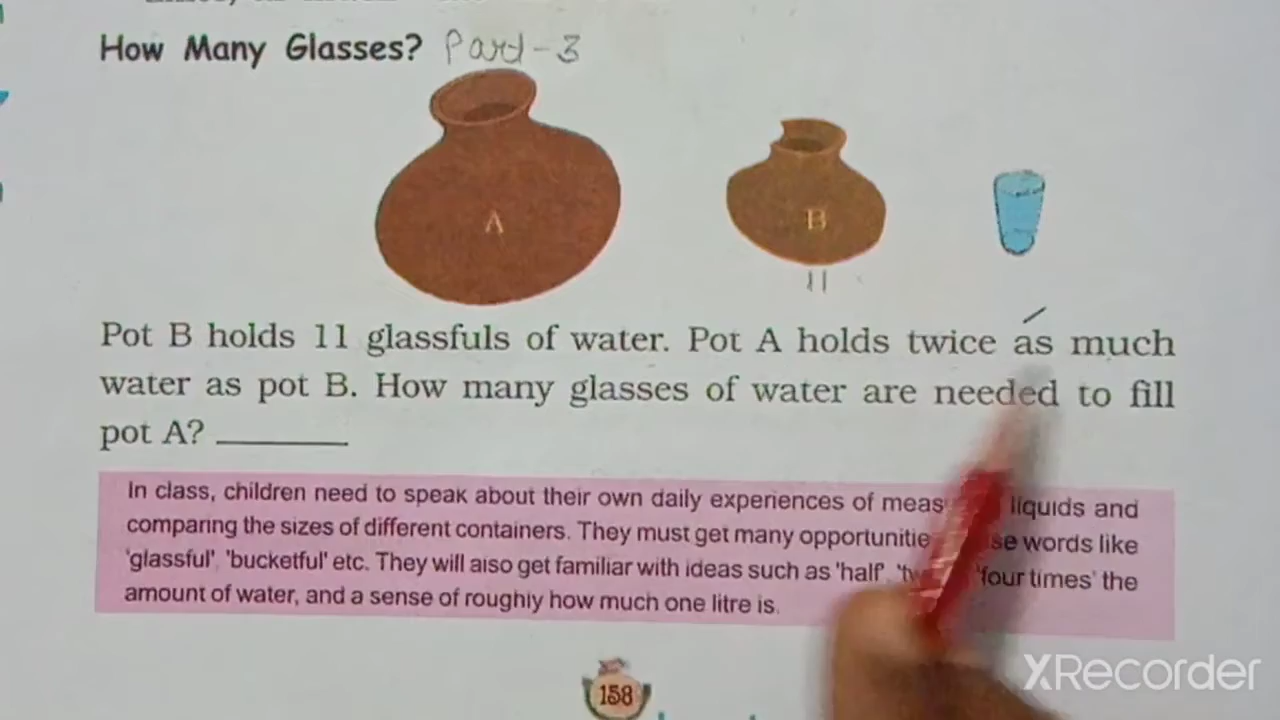 How Many Glasses? Part-3
A
B
11
Pot B holds 11 glassfuls of water. Pot A holds twice as much
water as pot B. How many glasses of water are needed to fill
pot A?
In class, children need to speak about their own daily experiences of liquids and
comparing the sizes of different containers. They must get many opportunities words like
'glassful', 'bucketful' etc. They will also get familiar with ideas such as 'half', 'four times' the
amount of water, and a sense of roughly how much one litre is.
158
XRecorder